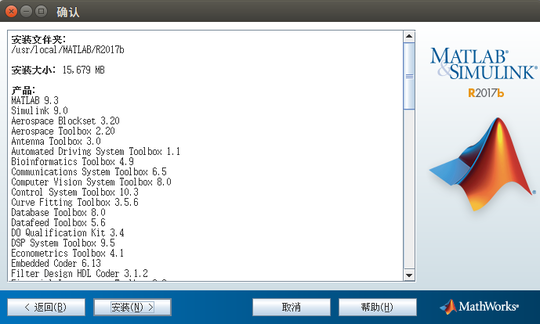 确认
安装文件夹:
/usr/local/MATLAB/R2017b
安装大小: 15,679 MB
产品:
MATLAB 9.3
Simulink 9.0
Aerospace Blockset 3.20
Aerospace Toolbox 2.20
Antenna Toolbox 3.0
Automated Driving System Toolbox 1.1
Bioinformatics Toolbox 4.9
Communications System Toolbox 6.5
Computer Vision System Toolbox 8.0
Control System Toolbox 10.3
Curve Fitting Toolbox 3.5.6
Database Toolbox 8.0
Datafeed Toolbox 5.6
DO Qualification Kit 3.4
DSP System Toolbox 9.5
Econometrics Toolbox 4.1
Embedded Coder 6.13
Filter Design HDL Coder 3.1.2
MATLAB®
&SIMULINK®
R2017b
< 返回(B)
安装(N) >
取消
帮助(H)
MathWorks®